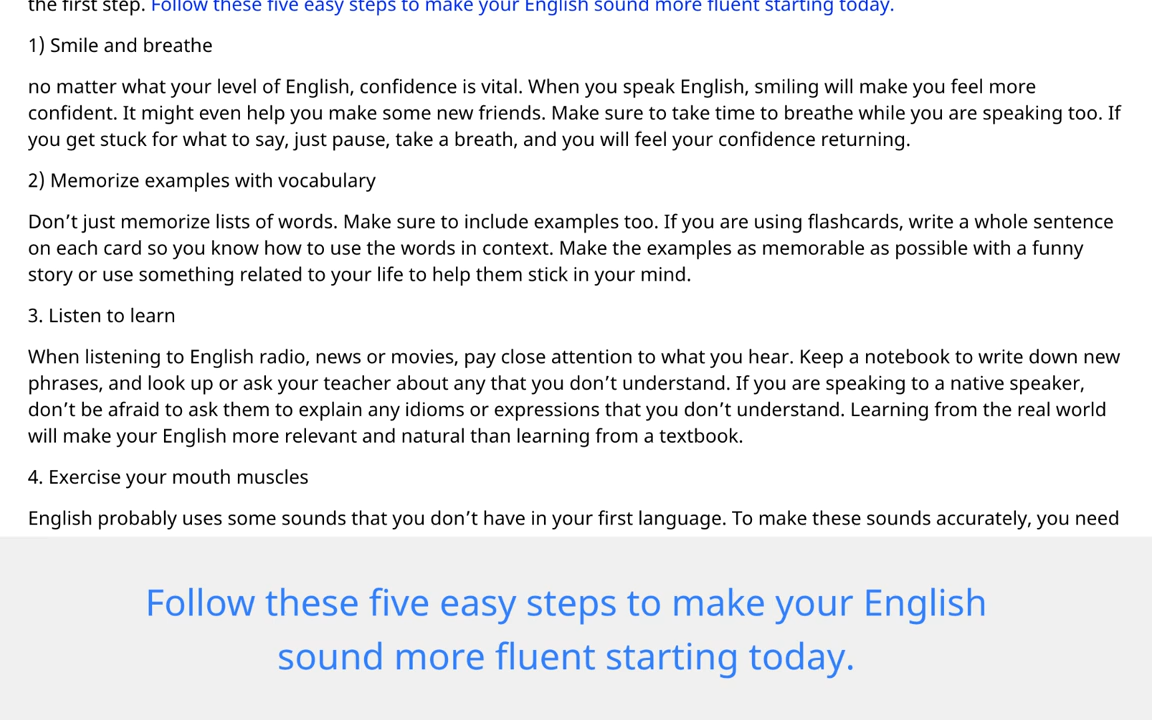 the first step. Follow these five easy steps to make your English sound more fluent starting today.
1) Smile and breathe
no matter what your level of English, confidence is vital. When you speak English, smiling will make you feel more
confident. It might even help you make some new friends. Make sure to take time to breathe while you are speaking too. If
you get stuck for what to say, just pause, take a breath, and you will feel your confidence returning.
2) Memorize examples with vocabulary
Don’t just memorize lists of words. Make sure to include examples too. If you are using flashcards, write a whole sentence
on each card so you know how to use the words in context. Make the examples as memorable as possible with a funny
story or use something related to your life to help them stick in your mind.
3. Listen to learn
When listening to English radio, news or movies, pay close attention to what you hear. Keep a notebook to write down new
phrases, and look up or ask your teacher about any that you don’t understand. If you are speaking to a native speaker,
don’t be afraid to ask them to explain any idioms or expressions that you don’t understand. Learning from the real world
will make your English more relevant and natural than learning from a textbook.
4. Exercise your mouth muscles
English probably uses some sounds that you don’t have in your first language. To make these sounds accurately, you need
Follow these five easy steps to make your English
sound more fluent starting today.